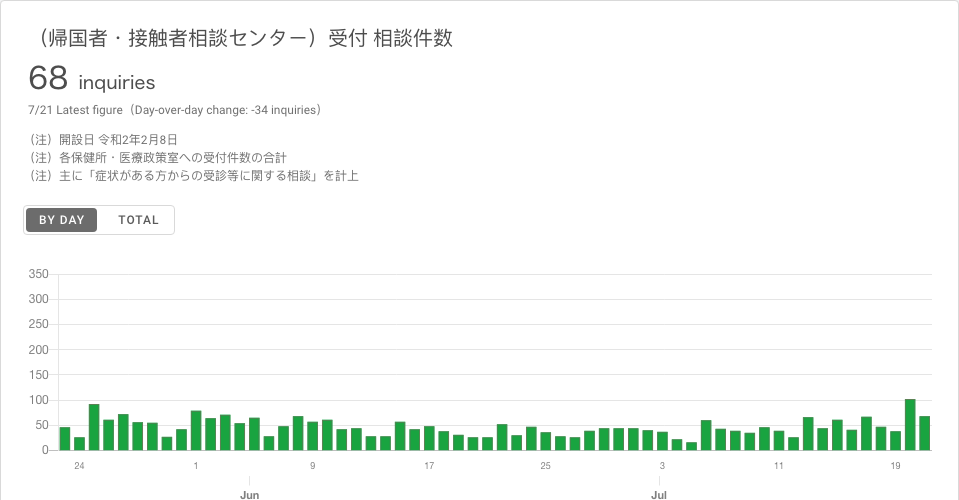 （帰国者・接触者相談センター）受付 相談件数
68 inquiries
7/21 Latest figure（Day-over-day change: -34 inquiries）
（注）開設日 令和2年2月8日
（注）各保健所・医療政策室への受付件数の合計
（注）主に「症状がある方からの受診等に関する相談」を計上
BY DAY TOTAL
350
300
250
200
150
100
50
0
24 1 9 17 25 3 11 19
Jun Jul